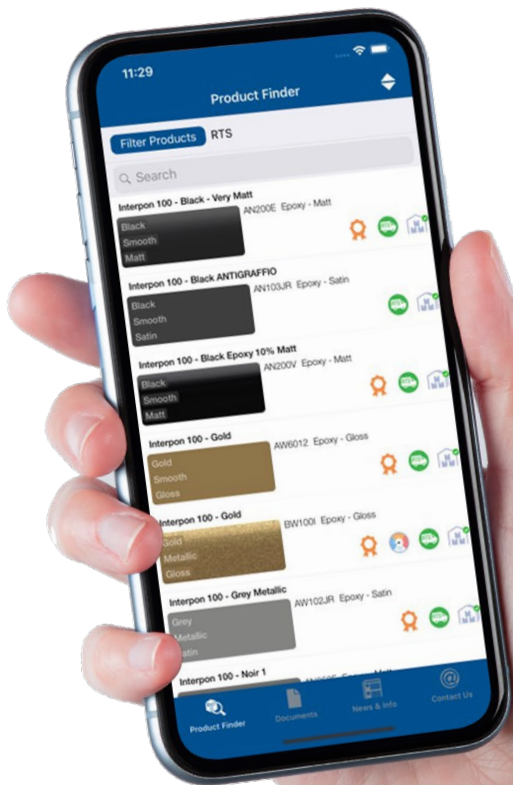 11:29
Product Finder
Filter Products RTS
Search
Interpon 100 - Black - Very Matt
Black
Smooth
Matt
AN200E Epoxy - Matt
Interpon 100 - Black ANTIGRAFFIO
Black
Smooth
Satin
AN103JR Epoxy - Satin
Interpon 100 - Black Epoxy 10% Matt
Black
Smooth
Matt
AN200V Epoxy - Matt
Interpon 100 - Gold
Gold
Smooth
Gloss
AW6012 Epoxy - Gloss
Interpon 100 - Gold
Gold
Metallic
Gloss
BW100I Epoxy - Gloss
Interpon 100 - Grey Metallic
Grey
Metallic
Satin
AW102JR Epoxy - Satin
Interpon 100 - Noir 1
Epoxy - Matt
Product Finder
Documents
News & Info
Contact Us